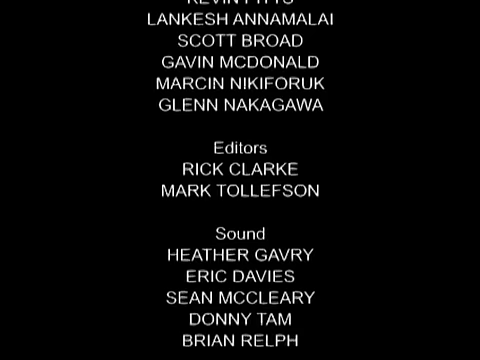 LANKESH ANNAMALAI
SCOTT BROAD
GAVIN MCDONALD
MARCIN NIKIFORUK
GLENN NAKAGAWA
Editors
RICK CLARKE
MARK TOLLEFSON
Sound
HEATHER GAVRY
ERIC DAVIES
SEAN MCCLEARY
DONNY TAM
BRIAN RELPH